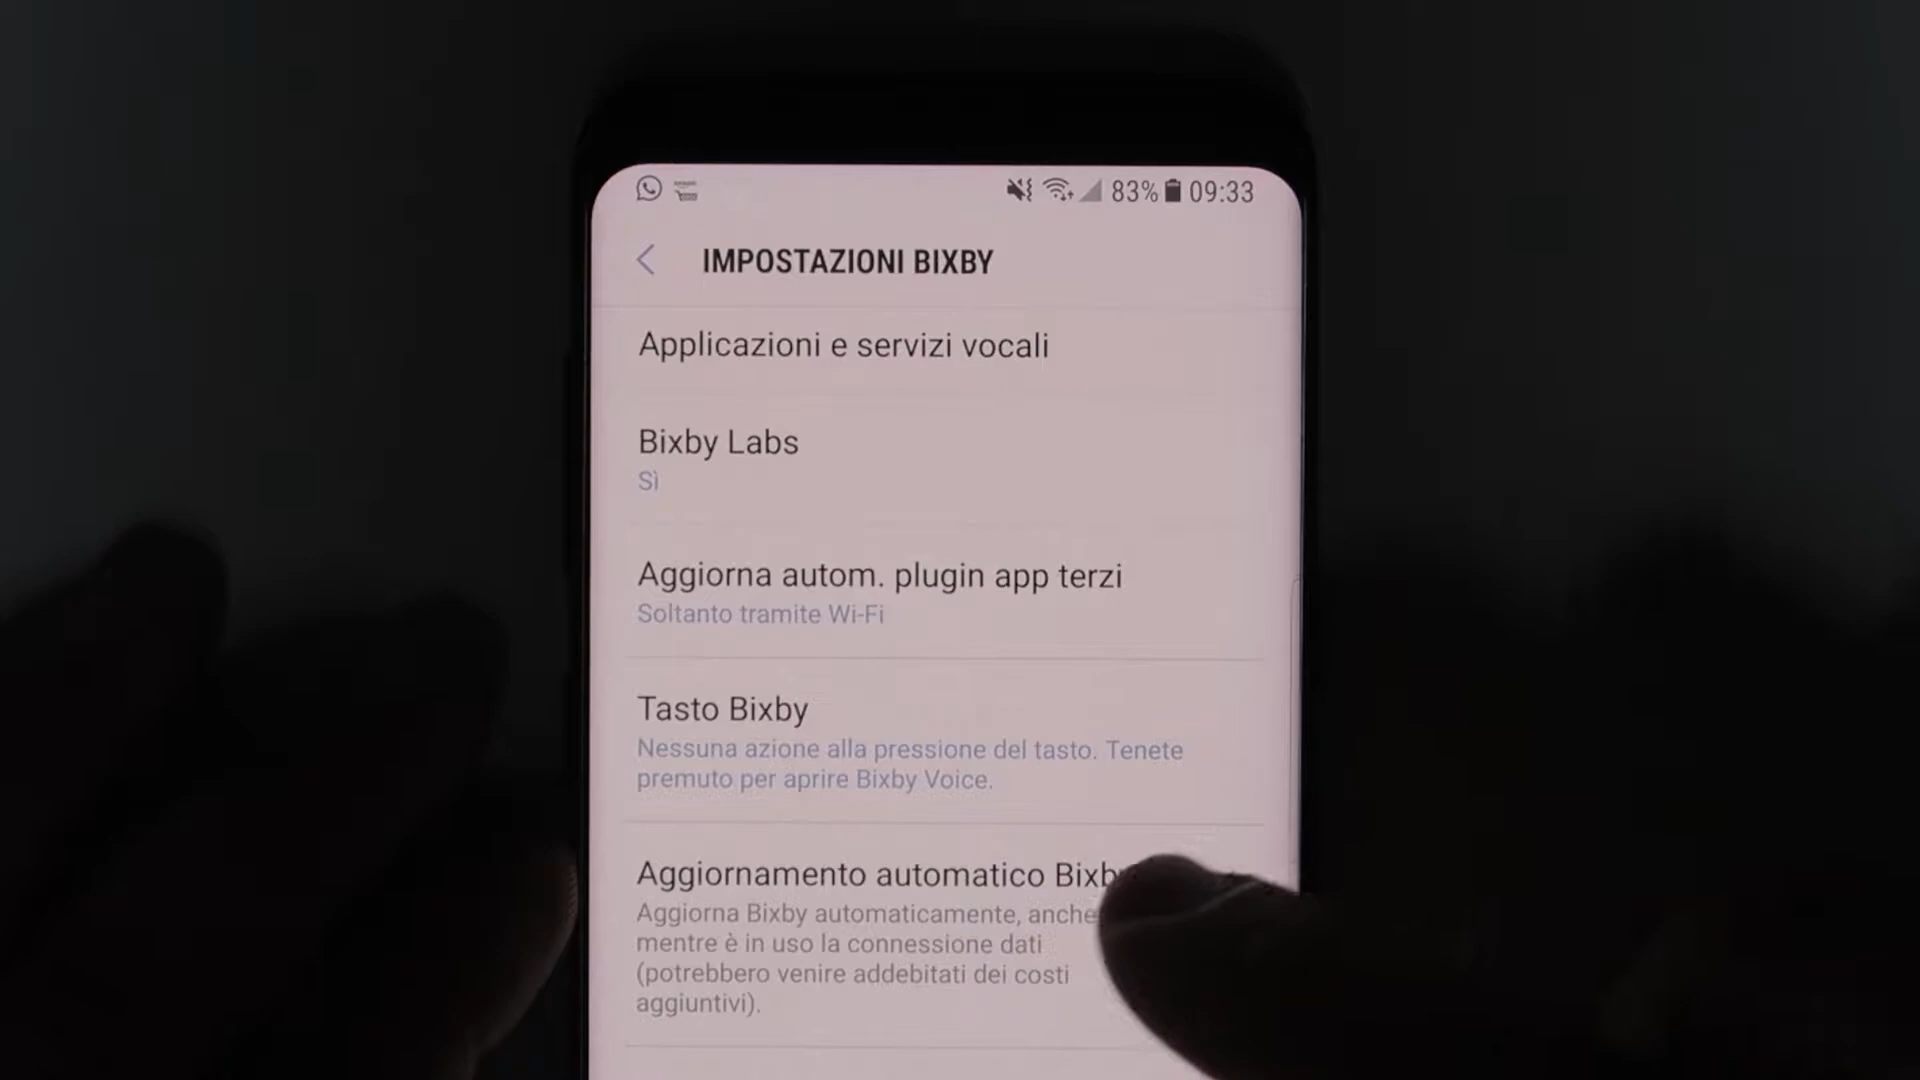 83% 09:33
IMPOSTAZIONI BIXBY
Applicazioni e servizi vocali
Bixby Labs
Sì
Aggiorna autom. plugin app terzi
Soltanto tramite Wi-Fi
Tasto Bixby
Nessuna azione alla pressione del tasto. Tenete
premuto per aprire Bixby Voice.
Aggiornamento automatico Bixby
Aggiorna Bixby automaticamente, anche
mentre è in uso la connessione dati
(potrebbero venire addebitati dei costi
aggiuntivi).